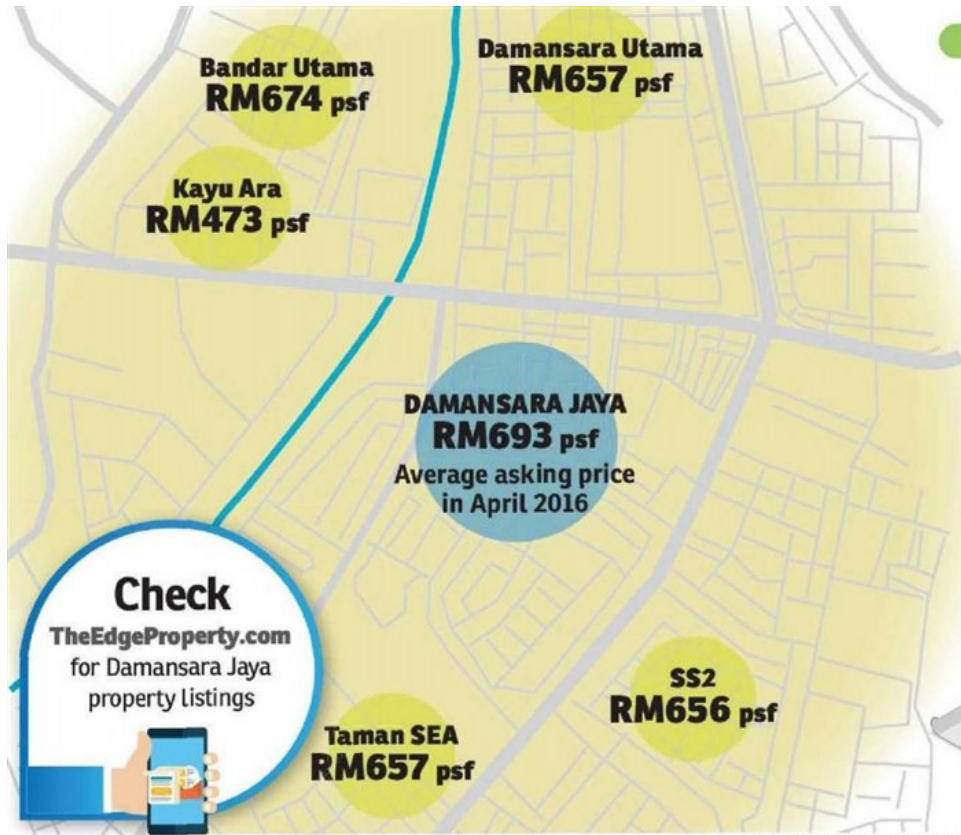 Bandar Utama
RM674 psf
Damansara Utama
RM657 psf
Kayu Ara
RM473 psf
DAMANSARA JAYA
RM693 psf
Average asking price
in April 2016
Check
TheEdgeProperty.com
for Damansara Jaya
property listings
SS2
RM656 psf
Taman SEA
RM657 psf